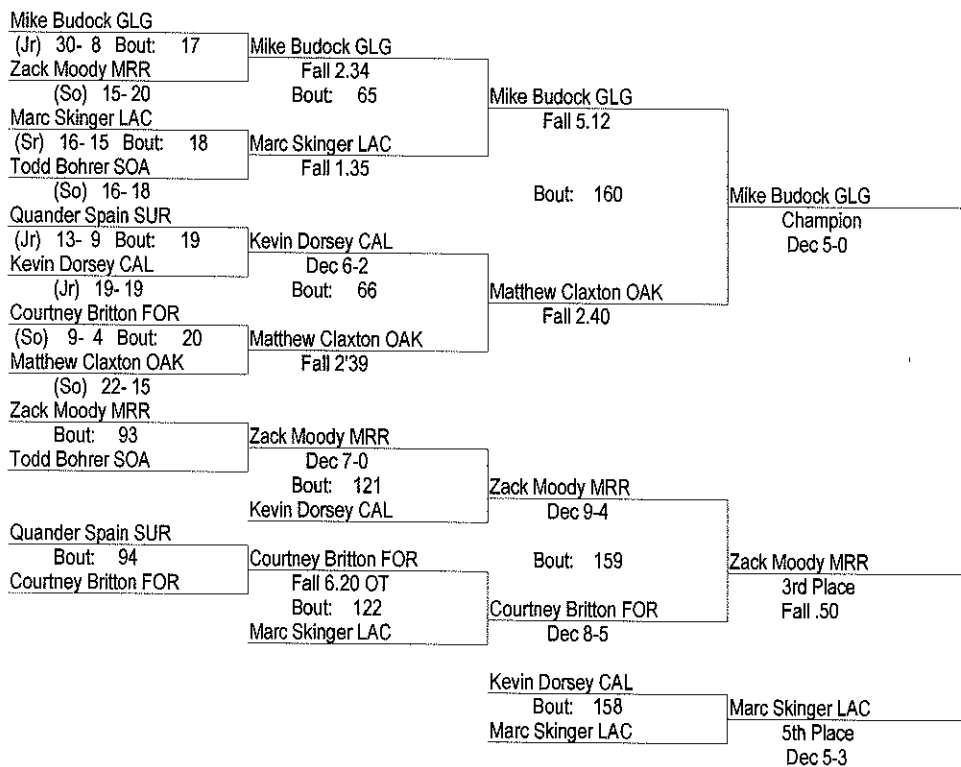 Mike Budock GLG
(Jr) 30- 8 Bout: 17
Zack Moody MRR
(So) 15- 20
Marc Skinger LAC
(Sr) 16- 15 Bout: 18
Todd Bohrer SOA
(So) 16- 18
Quander Spain SUR
(Jr) 13- 9 Bout: 19
Kevin Dorsey CAL
(Jr) 19- 19
Courtney Britton FOR
(So) 9- 4 Bout: 20
Matthew Claxton OAK
(So) 22- 15
Mike Budock GLG
Fall 2.34
Bout: 65
Marc Skinger LAC
Fall 1.35
Kevin Dorsey CAL
Dec 6-2
Bout: 66
Matthew Claxton OAK
Fall 2'39
Mike Budock GLG
Fall 5.12
Bout: 160
Matthew Claxton OAK
Fall 2.40
Mike Budock GLG
Champion
Dec 5-0
Zack Moody MRR
Bout: 93
Todd Bohrer SOA
Quander Spain SUR
Bout: 94
Courtney Britton FOR
Zack Moody MRR
Dec 7-0
Bout: 121
Kevin Dorsey CAL
Courtney Britton FOR
Fall 6.20 OT
Bout: 122
Marc Skinger LAC
Zack Moody MRR
Dec 9-4
Bout: 159
Courtney Britton FOR
Dec 8-5
Zack Moody MRR
3rd Place
Fall .50
Kevin Dorsey CAL
Bout: 158
Marc Skinger LAC
Marc Skinger LAC
5th Place
Dec 5-3